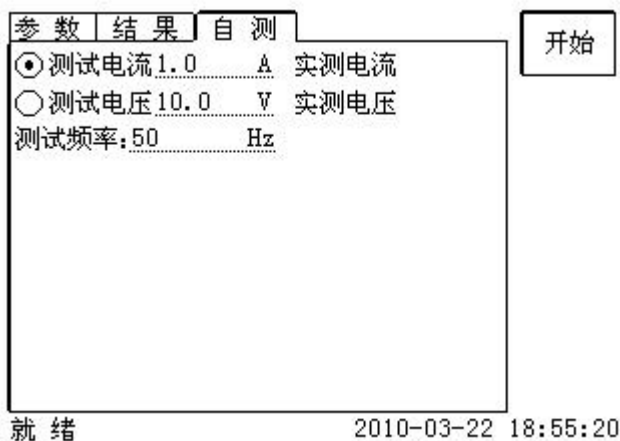 参 数 结 果 自 测 开始
测试电流1.0 A 实测电流
测试电压10.0 V 实测电压
测试频率:50 Hz
就 绪 2010-03-22 18:55:20